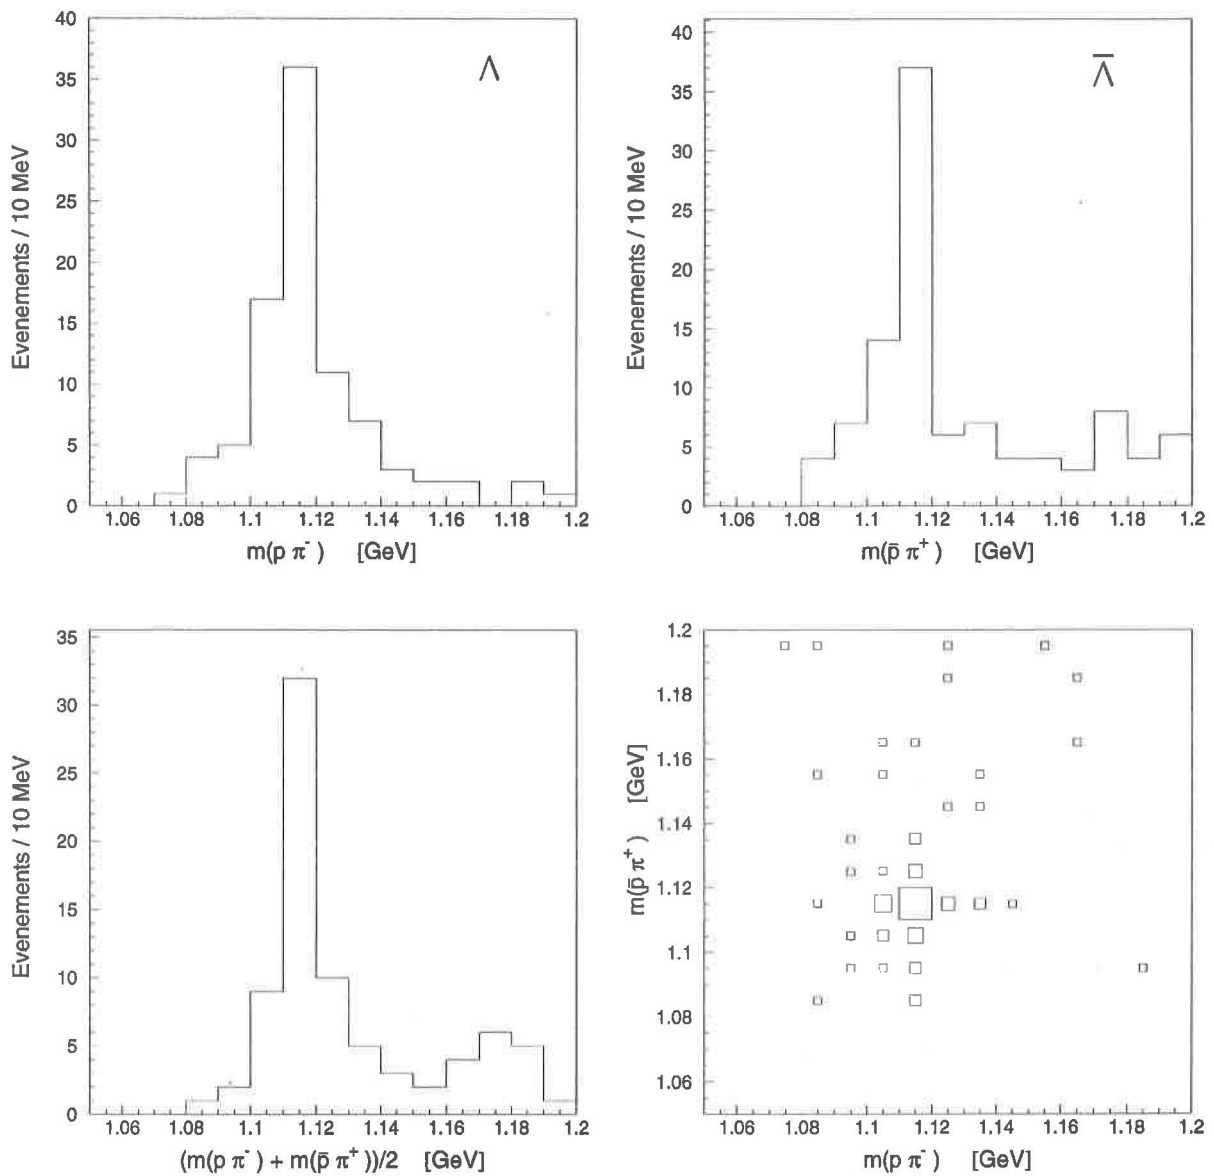 40
35
30
25
20
15
10
5
0
Evenements / 10 MeV
Λ
1.06 1.08 1.1 1.12 1.14 1.16 1.18 1.2
m(p π⁻) [GeV]
40
35
30
25
20
15
10
5
0
Evenements / 10 MeV
Λ̅
1.06 1.08 1.1 1.12 1.14 1.16 1.18 1.2
m(p̄ π⁺) [GeV]
35
30
25
20
15
10
5
0
Evenements / 10 MeV
1.06 1.08 1.1 1.12 1.14 1.16 1.18 1.2
(m(p π⁻) + m(p̄ π⁺))/2 [GeV]
1.2
1.18
1.16
1.14
1.12
1.1
1.08
1.06
m(p̄ π⁺) [GeV]
1.06 1.08 1.1 1.12 1.14 1.16 1.18 1.2
m(p π⁻) [GeV]